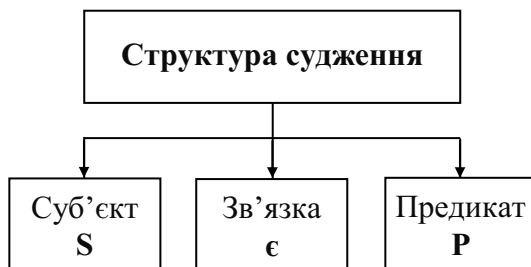 Структура судження
Суб’єкт
S
Зв’язка
є
Предикат
P